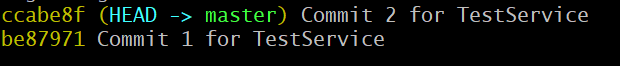 ccabe8f (HEAD -> master) Commit 2 for TestService
be87971 Commit 1 for TestService